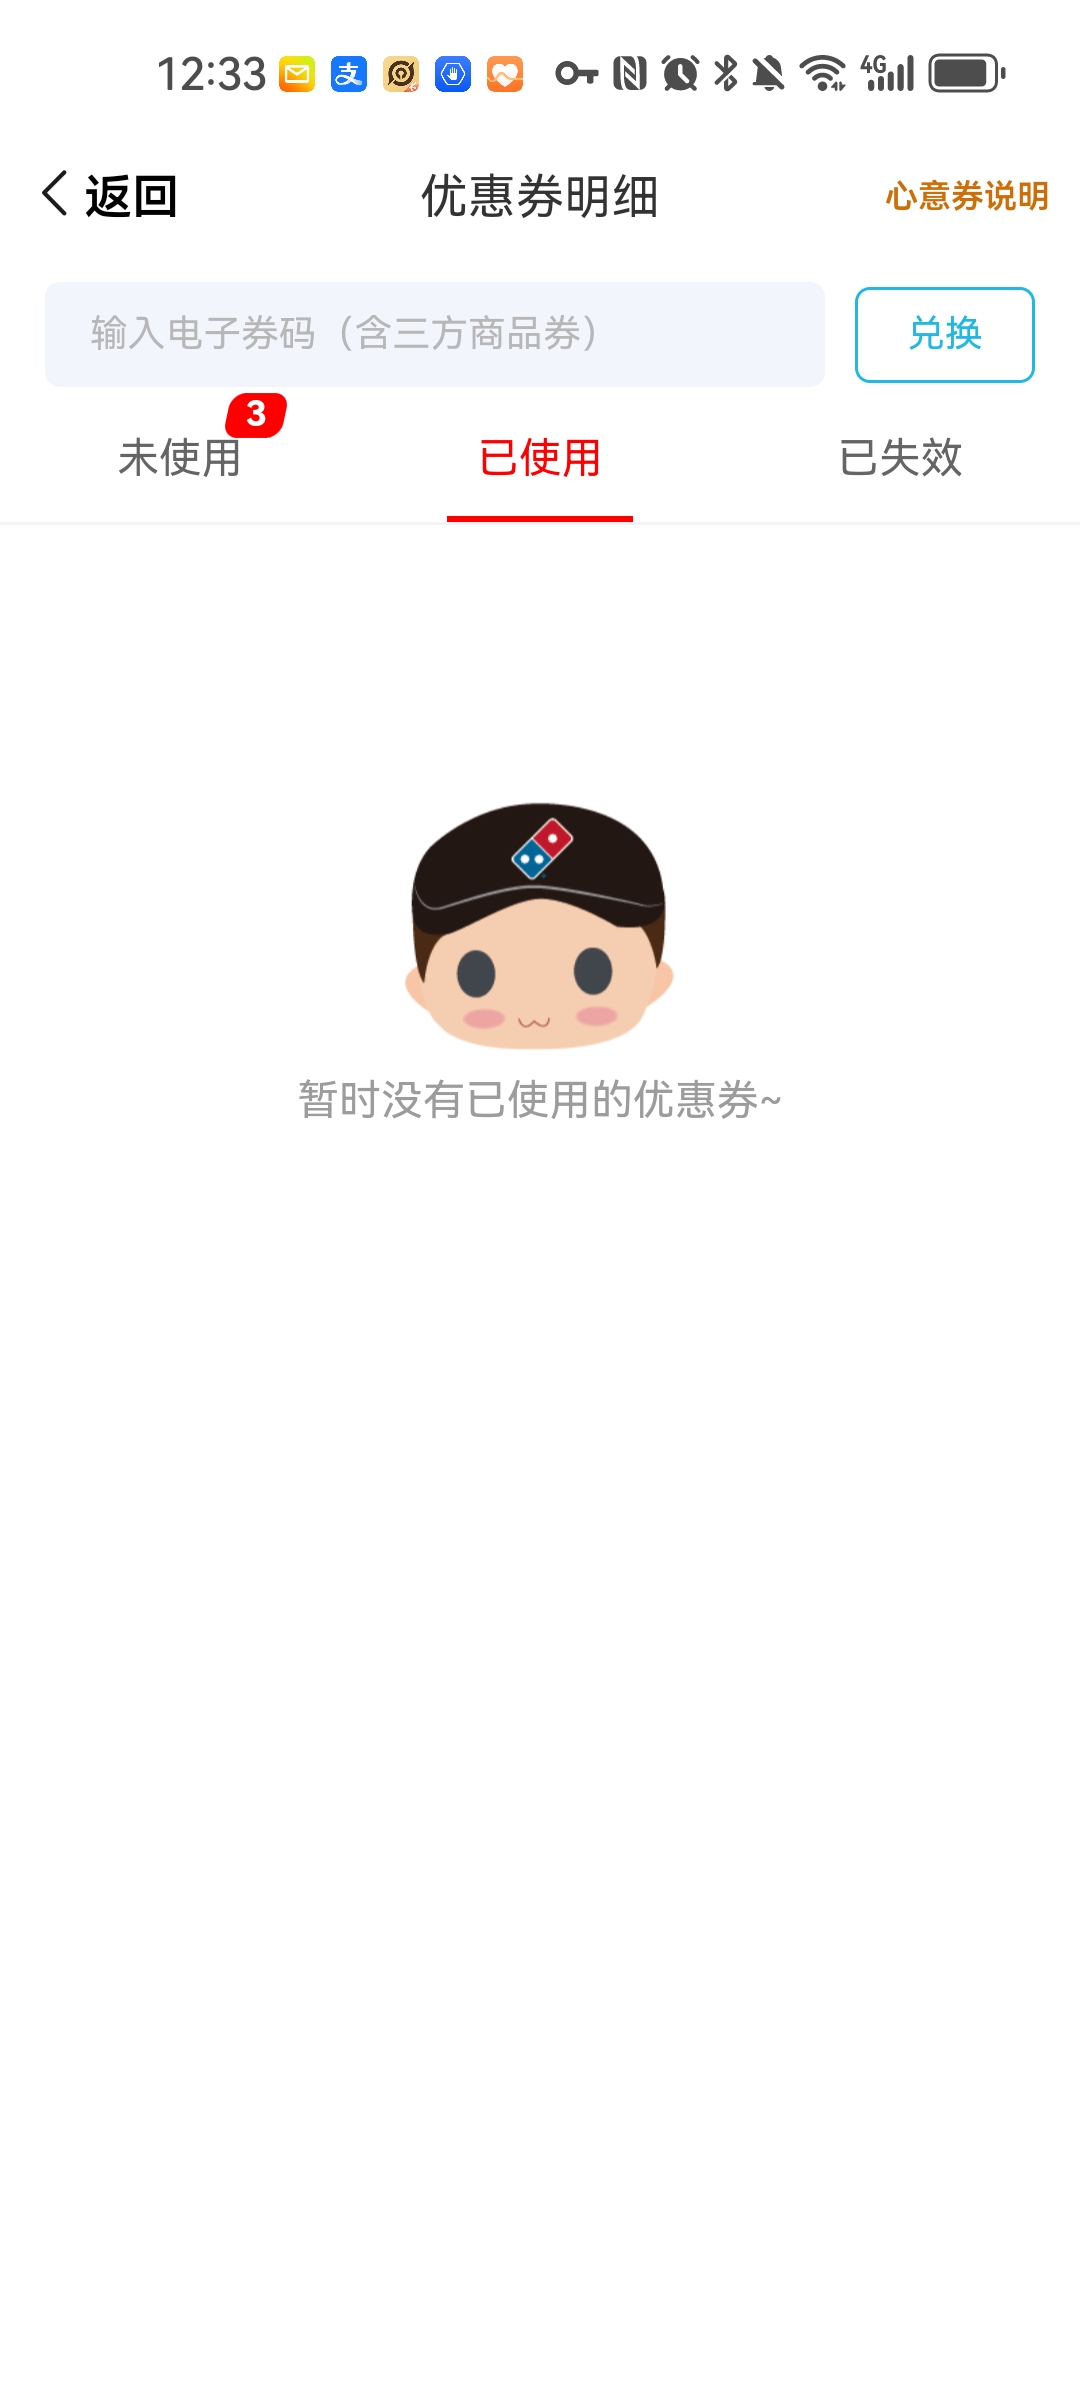 12:33
4G
返回
优惠券明细
心意券说明
输入电子券码（含三方商品券）
兑换
3
未使用
已使用
已失效
暂时没有已使用的优惠券~